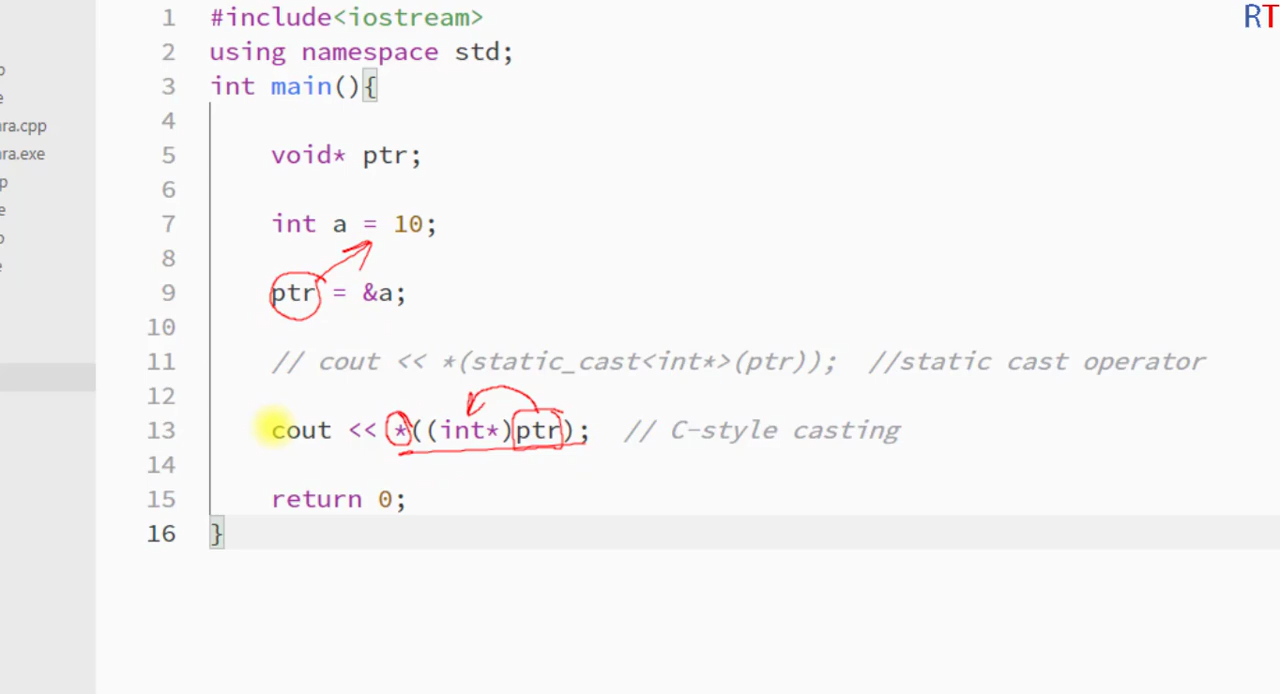 RT
1 #include<iostream>
2 using namespace std;
3 int main(){
4
5 void* ptr;
6
7 int a = 10;
8
9 ptr = &a;
10
11 // cout << *(static_cast<int*>(ptr)); //static cast operator
12
13 cout << *((int*)ptr); // C-style casting
14
15 return 0;
16 }
ra.cpp
ra.exe